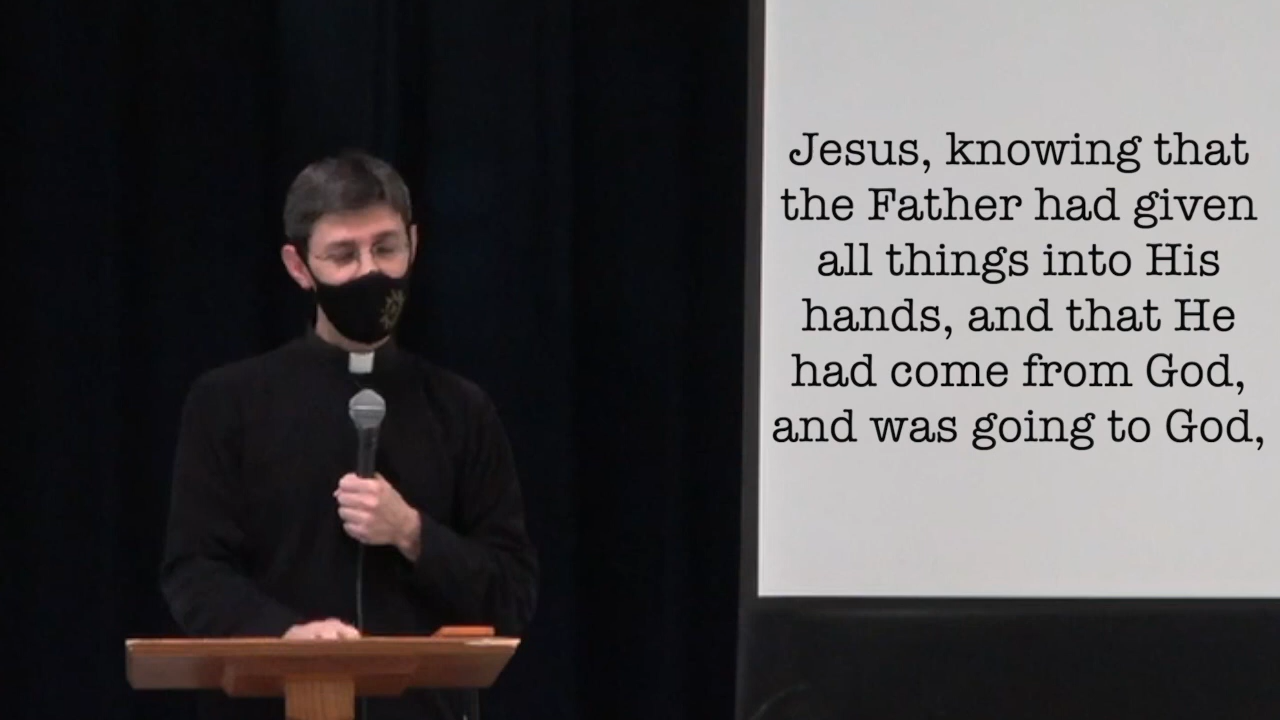 Jesus, knowing that
the Father had given
all things into His
hands, and that He
had come from God,
and was going to God,